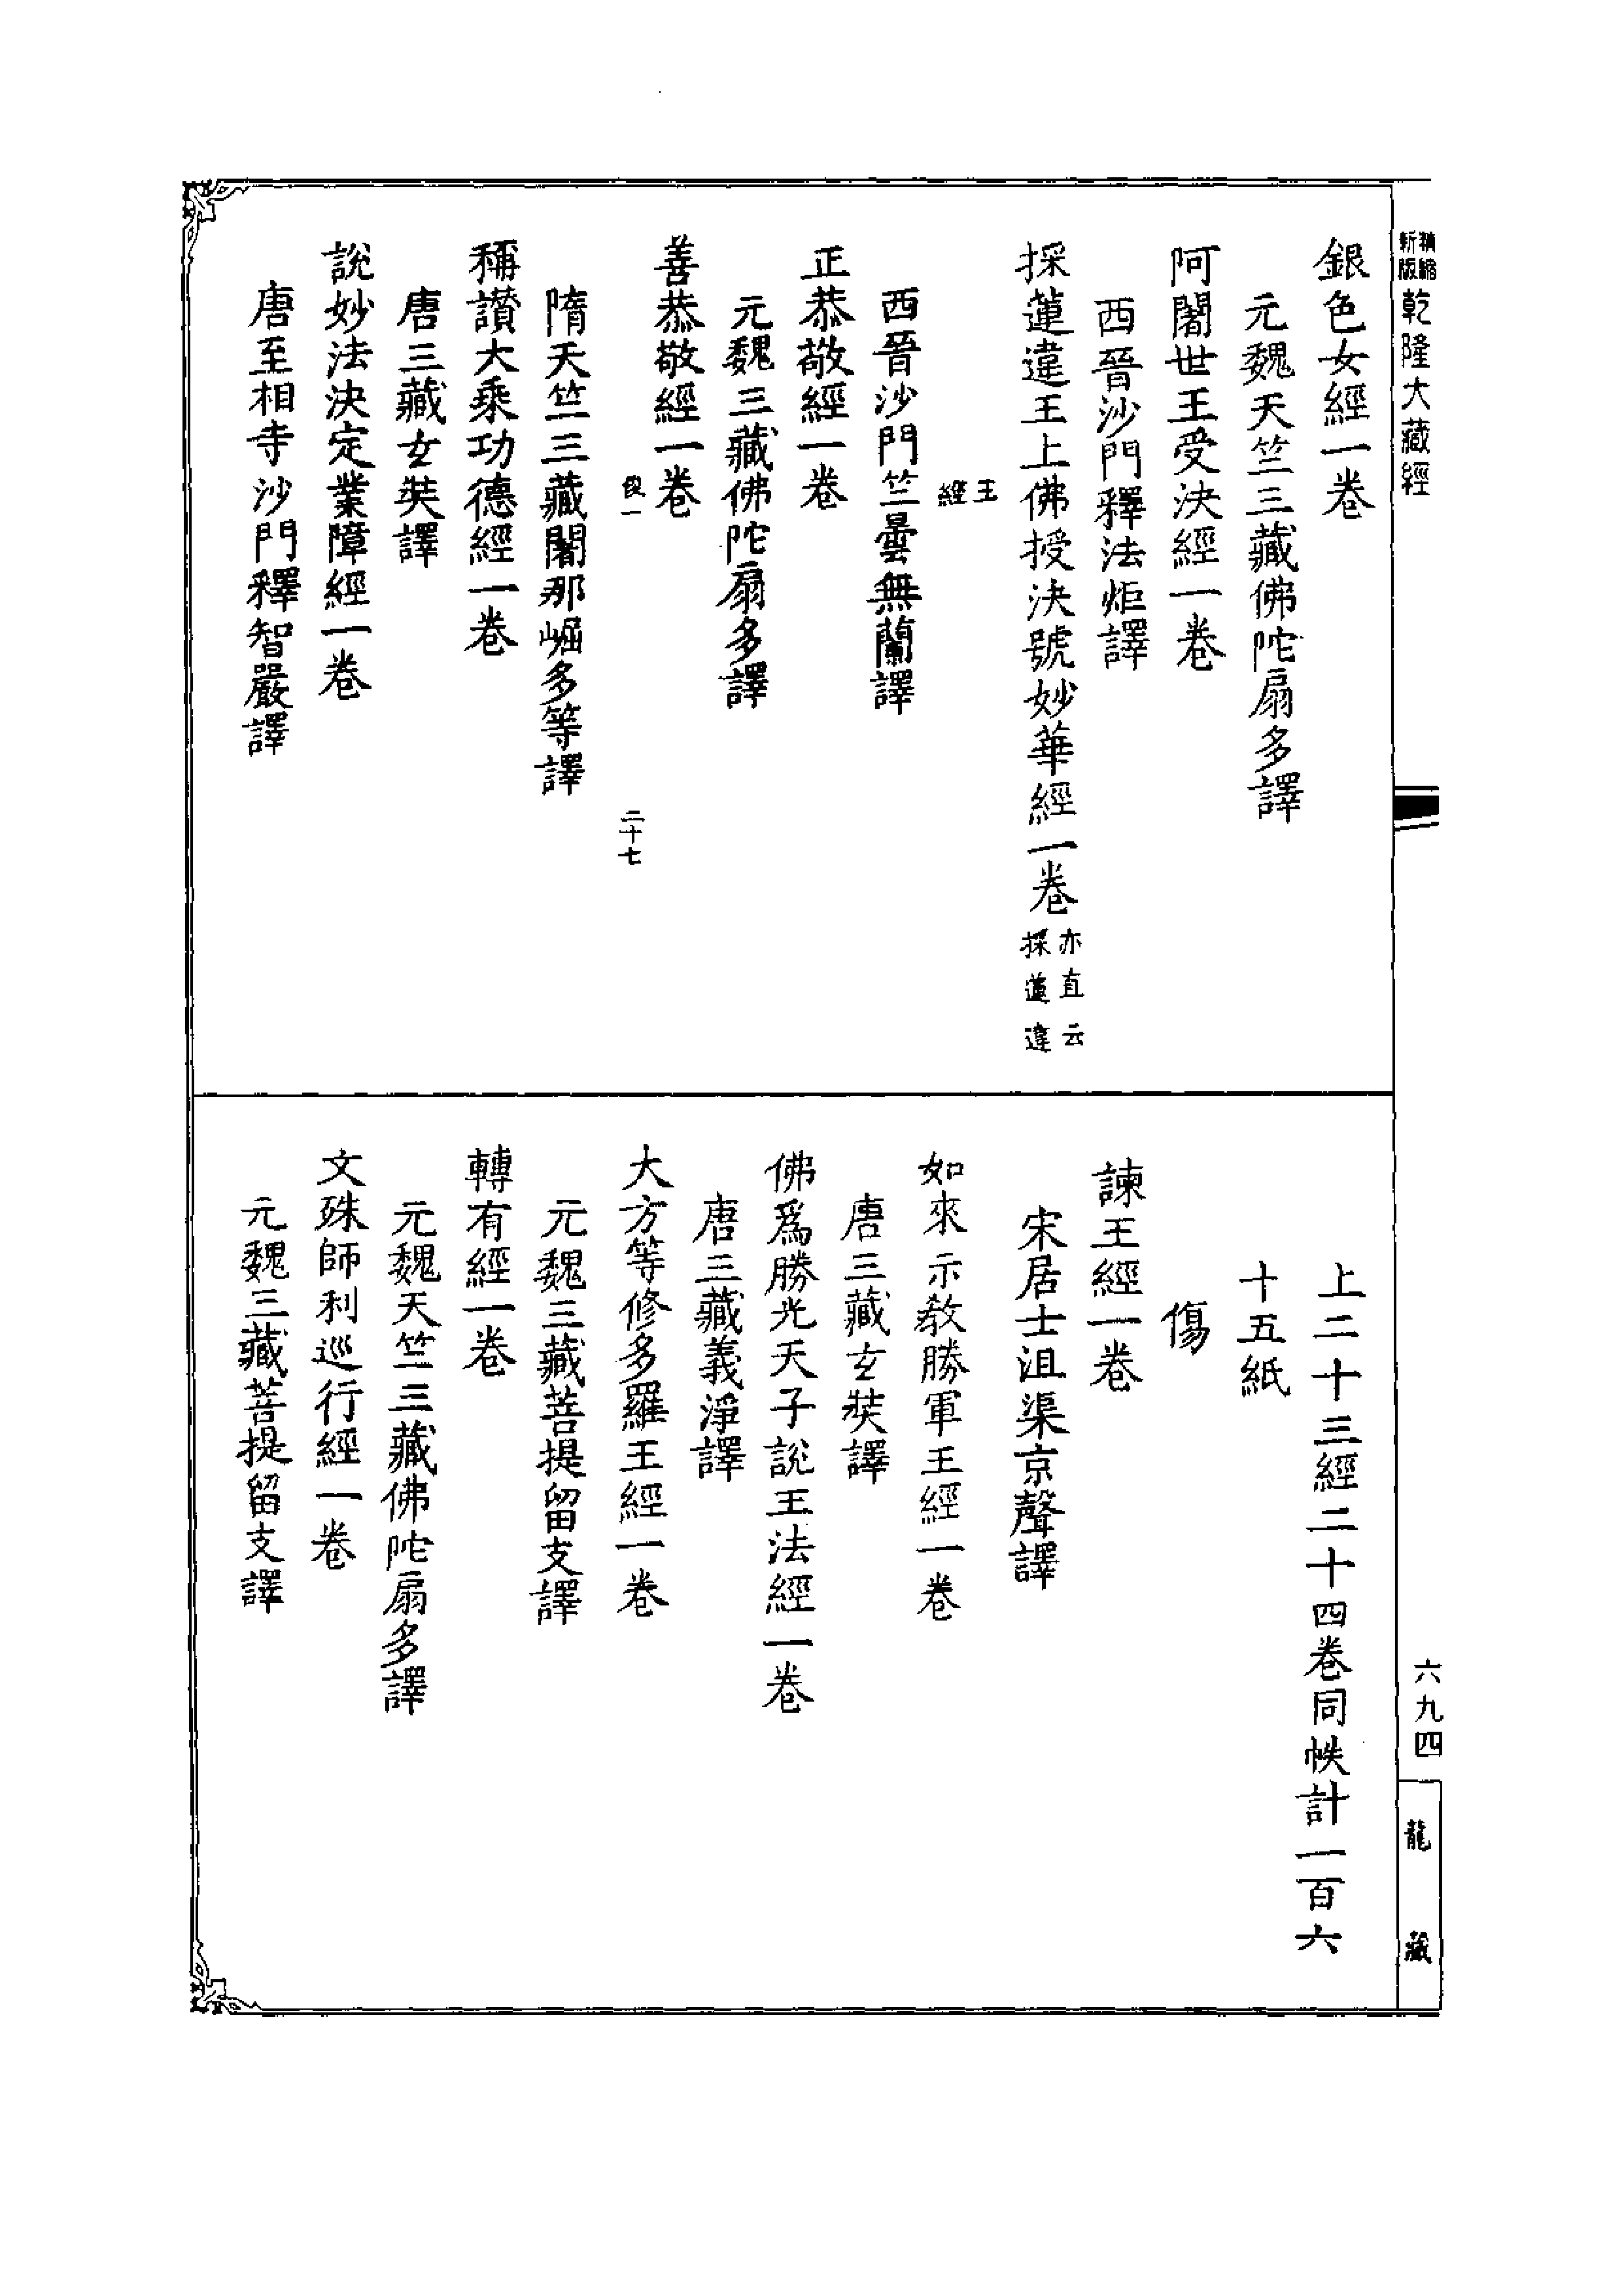 精縮新版乾隆大藏經
銀色女經一卷
元魏天竺三藏佛陀扇多譯
阿闍世王受決經一卷
西晉沙門釋法炬譯
採蓮違王上佛授決號妙華經一卷亦直云採蓮違
王經
西晉沙門竺曇無蘭譯
正恭敬經一卷
元魏三藏佛陀扇多譯
善恭敬經一卷
俊一 二十七
隋天竺三藏闍那崛多等譯
稱讃大乘功德經一卷
唐三藏玄奘譯
說妙法決定業障經一卷
唐至相寺沙門釋智嚴譯
上二十三經二十四卷同帙計一百六
十五紙
傷
諫王經一卷
宋居士沮渠京聲譯
如來示教勝軍王經一卷
唐三藏玄奘譯
佛爲勝光天子說王法經一卷
唐三藏義淨譯
大方等修多羅王經一卷
元魏三藏菩提留支譯
轉有經一卷
元魏天竺三藏佛陀扇多譯
文殊師利巡行經一卷
元魏三藏菩提留支譯
六九四
龍藏